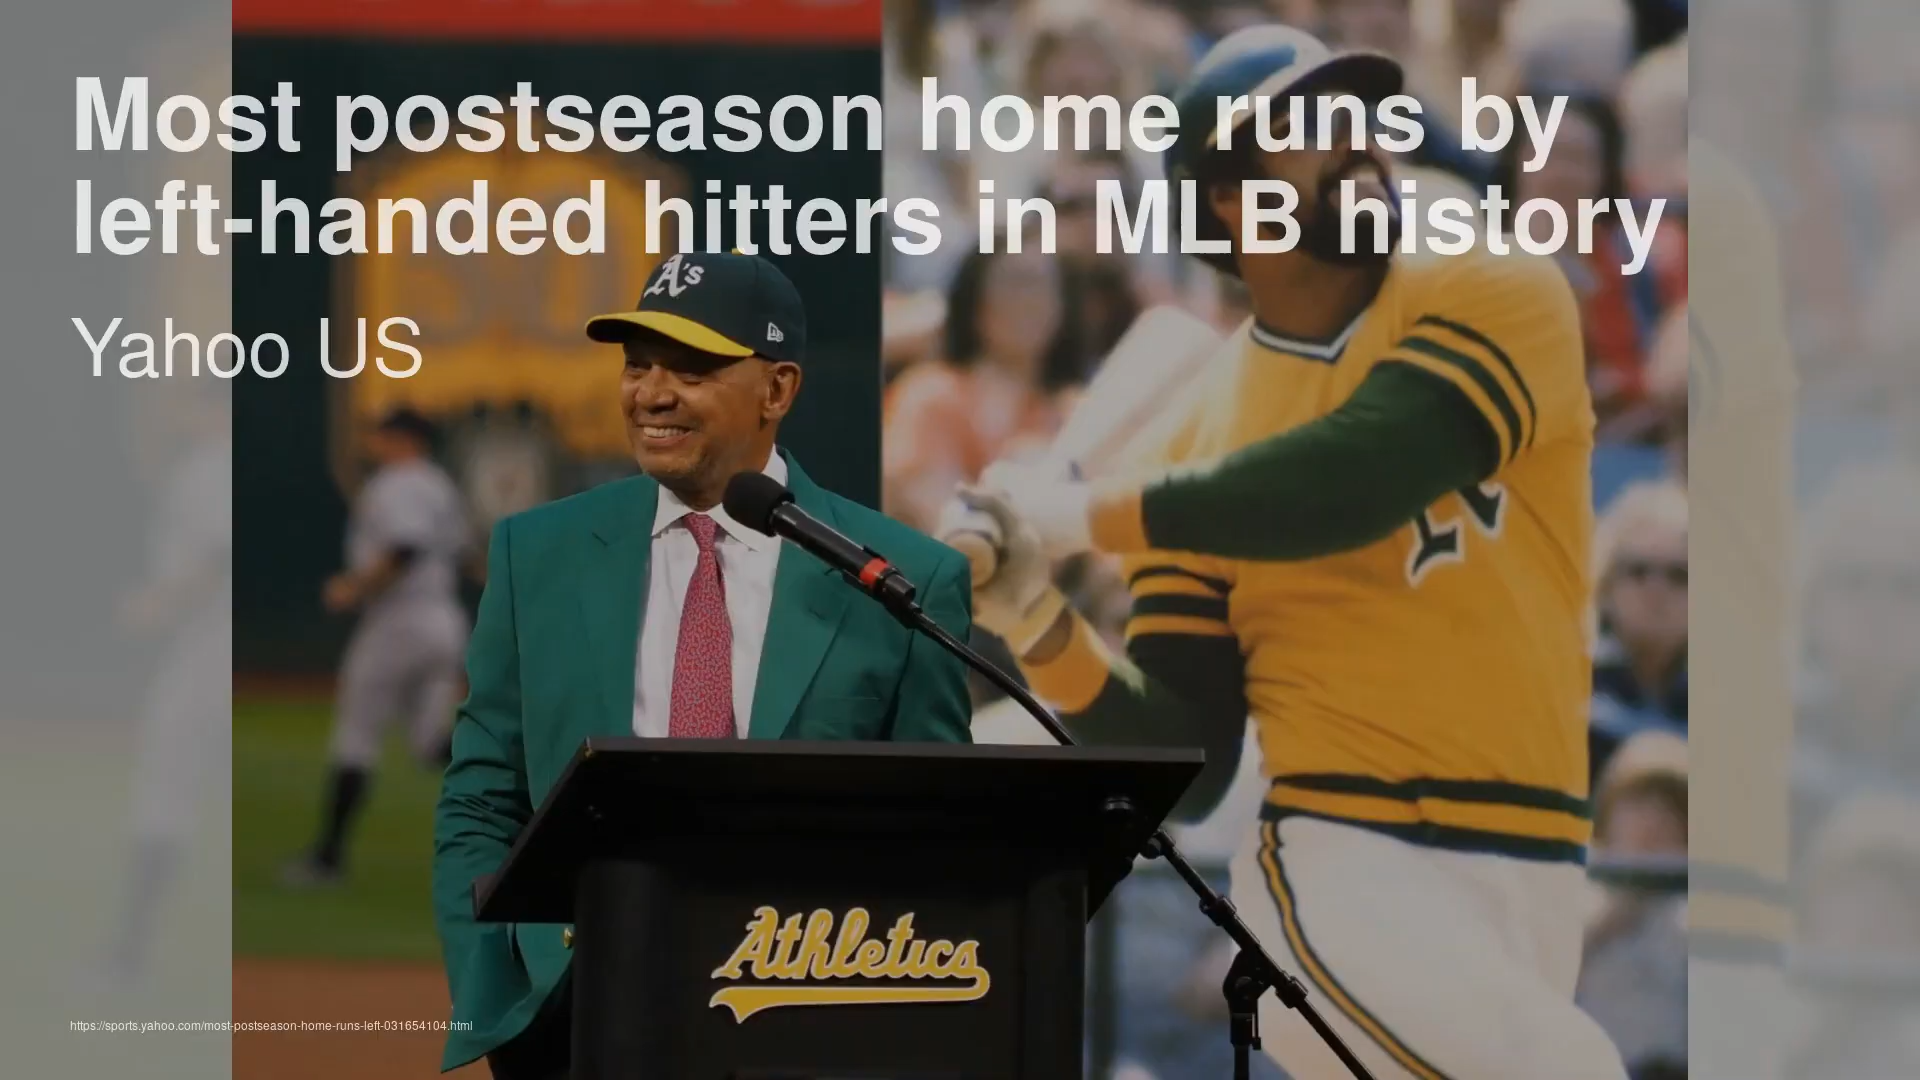 Most postseason home runs by
left-handed hitters in MLB history
A's
Yahoo US
Athletics
https://sports.yahoo.com/most-postseason-home-runs-left-031654104.html